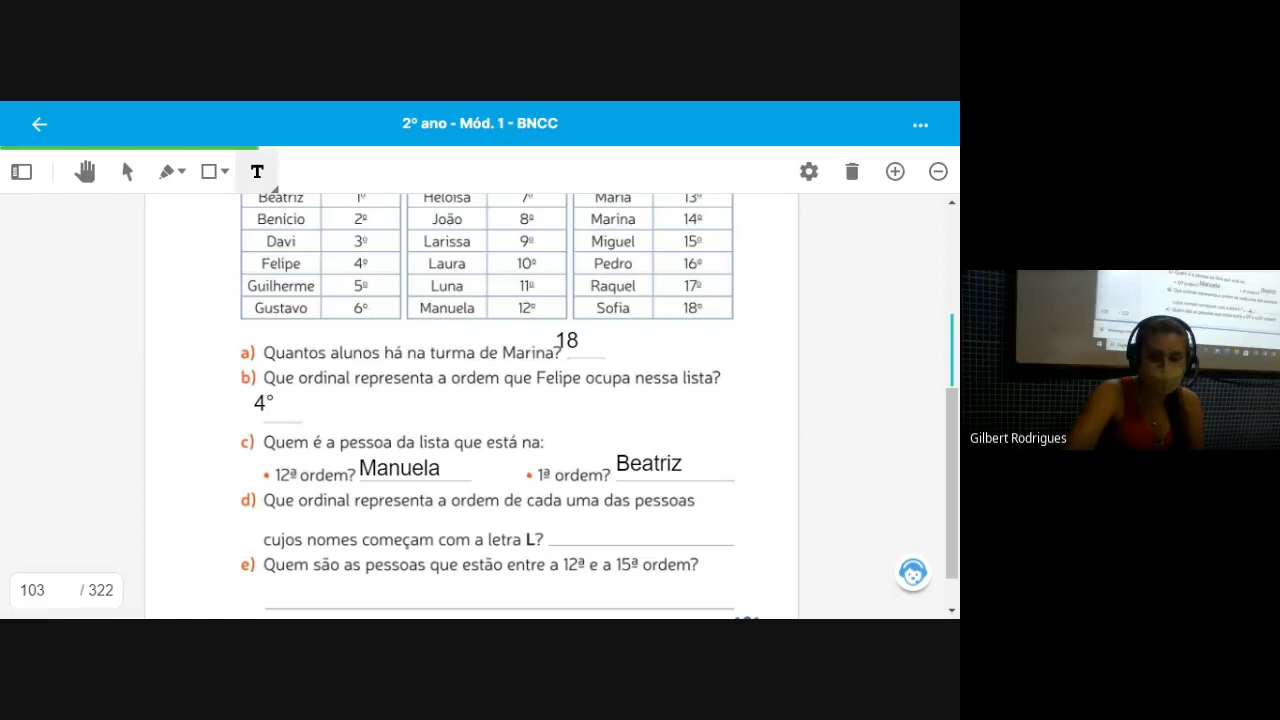 2º ano - Mód. 1 - BNCC
T
Beatriz 1º Heloísa 7º Maria 13º
Benício 2º João 8º Marina 14º
Davi 3º Larissa 9º Miguel 15º
Felipe 4º Laura 10º Pedro 16º
Guilherme 5º Luna 11º Raquel 17º
Gustavo 6º Manuela 12º Sofia 18º
a) Quantos alunos há na turma de Marina? 18
b) Que ordinal representa a ordem que Felipe ocupa nessa lista?
4°
c) Quem é a pessoa da lista que está na:
• 12ª ordem? Manuela • 1ª ordem? Beatriz
d) Que ordinal representa a ordem de cada uma das pessoas
cujos nomes começam com a letra L?
e) Quem são as pessoas que estão entre a 12ª e a 15ª ordem?
103 / 322
Gilbert Rodrigues